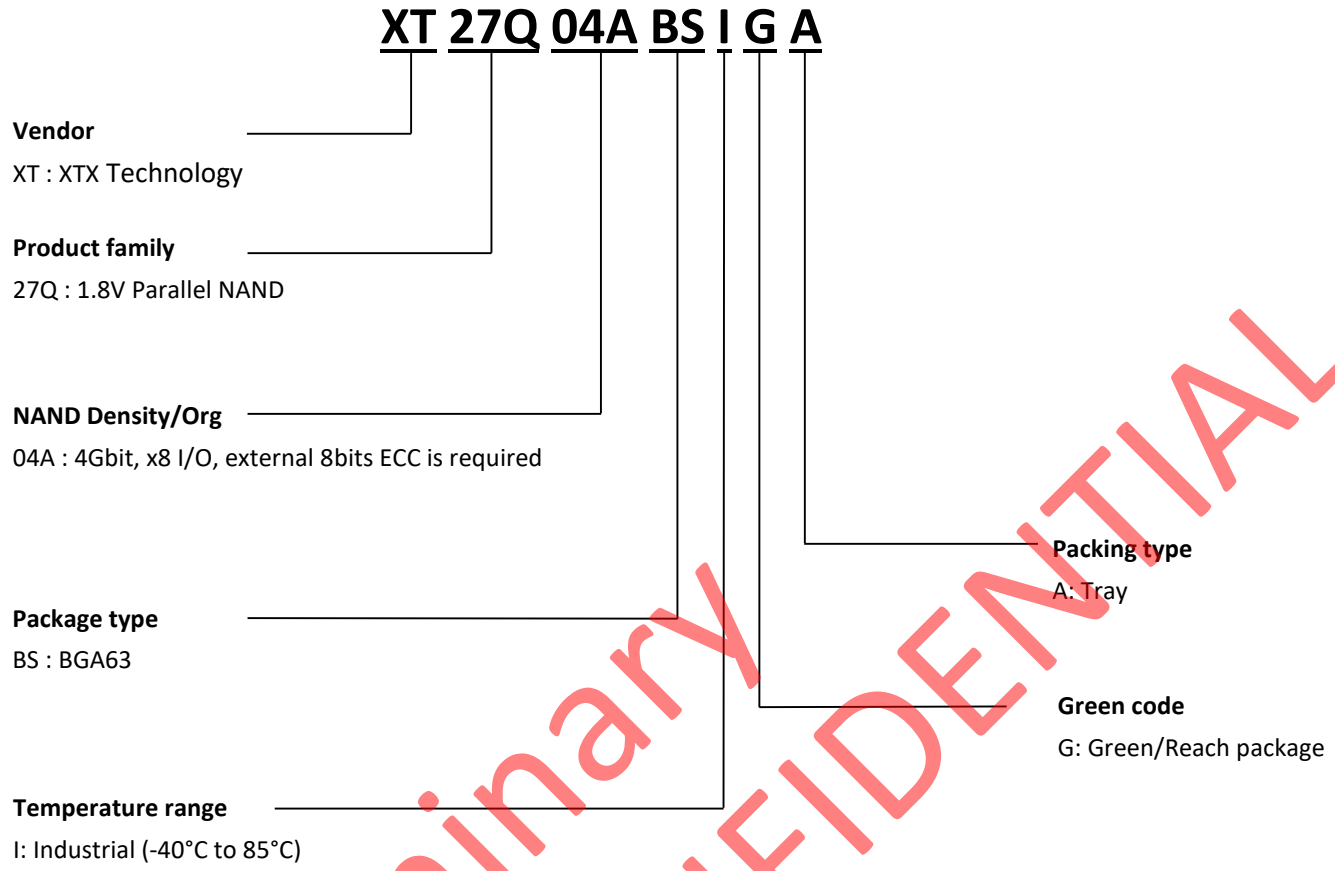 XT 27Q 04A BS I G A
Vendor
XT : XTX Technology
Product family
27Q : 1.8V Parallel NAND
NAND Density/Org
04A : 4Gbit, x8 I/O, external 8bits ECC is required
Packing type
A: Tray
Package type
BS : BGA63
Green code
G: Green/Reach package
Temperature range
I: Industrial (-40°C to 85°C)